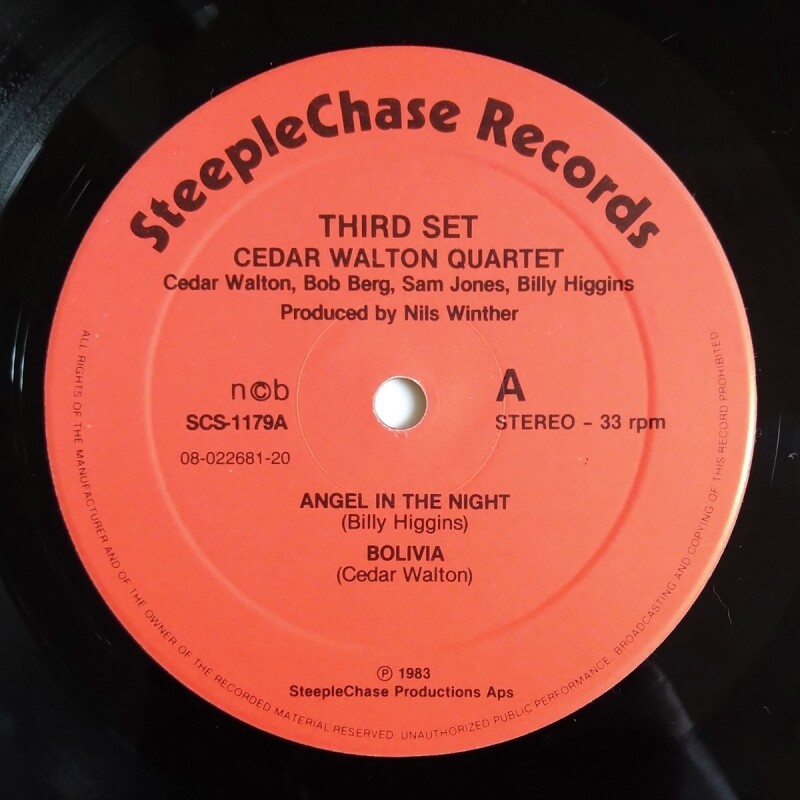 SteepleChase Records
THIRD SET
CEDAR WALTON QUARTET
Cedar Walton, Bob Berg, Sam Jones, Billy Higgins
Produced by Nils Winther
n©b
A
SCS-1179A
STEREO - 33 rpm
08-022681-20
ANGEL IN THE NIGHT
(Billy Higgins)
BOLIVIA
(Cedar Walton)
℗ 1983
SteepleChase Productions Aps
ALL RIGHTS OF THE MANUFACTURER AND OF THE OWNER OF THE RECORDED MATERIAL RESERVED. UNAUTHORIZED PUBLIC PERFORMANCE, BROADCASTING AND COPYING OF THIS RECORD PROHIBITED